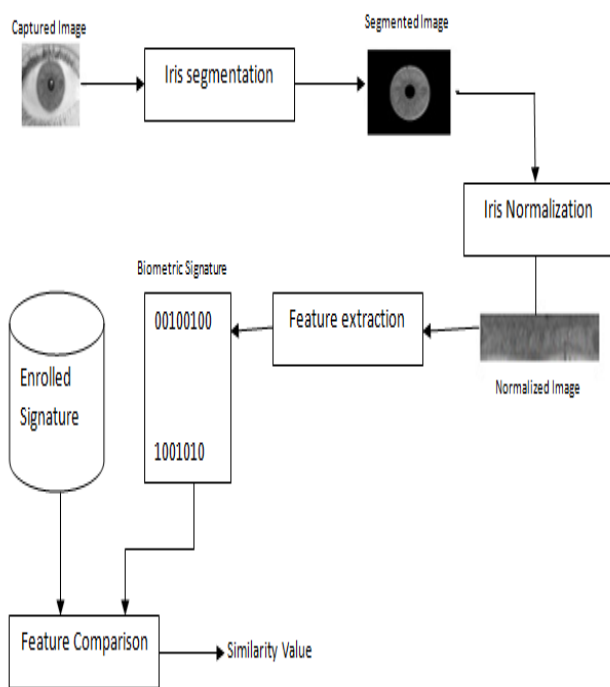 Captured Image
Iris segmentation
Segmented Image
Iris Normalization
Normalized Image
Feature extraction
Biometric Signature
00100100
1001010
Enrolled
Signature
Feature Comparison
Similarity Value